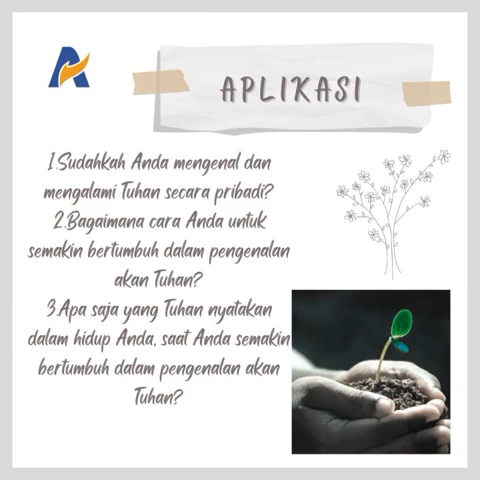 APLIKASI
1.Sudahkah Anda mengenal dan
mengalami Tuhan secara pribadi?
2.Bagaimana cara Anda untuk
semakin bertumbuh dalam pengenalan
akan Tuhan?
3.Apa saja yang Tuhan nyatakan
dalam hidup Anda, saat Anda semakin
bertumbuh dalam pengenalan akan
Tuhan?